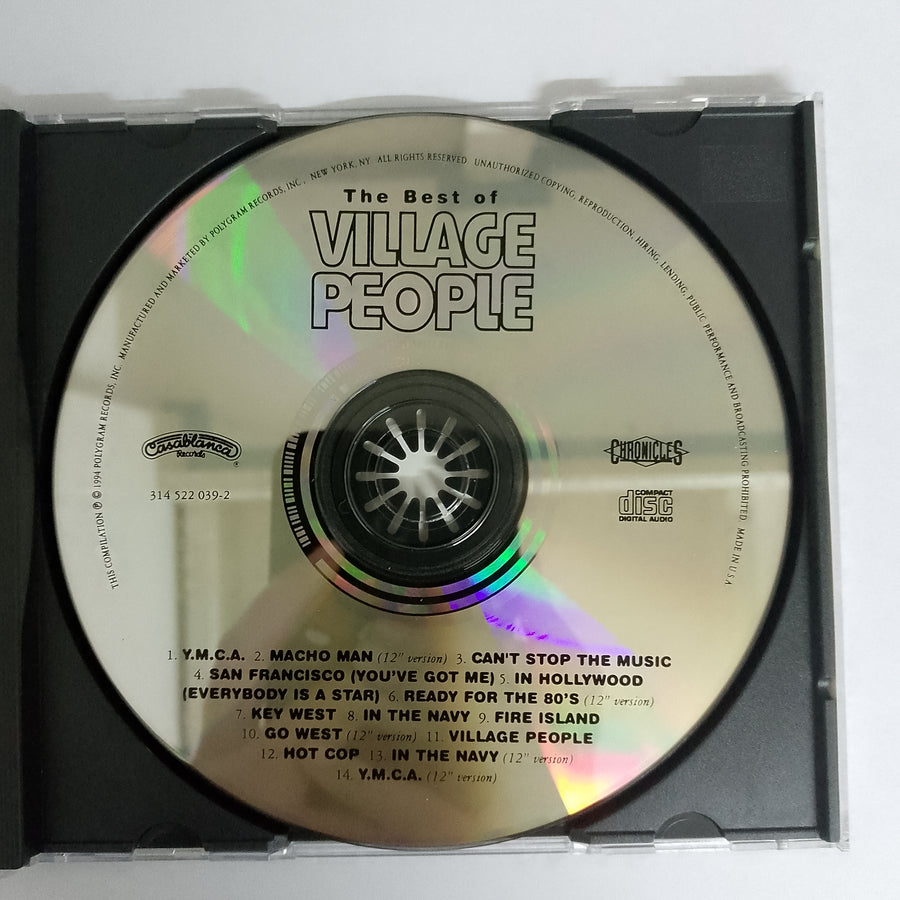 THIS COMPILATION ℗ © 1994 POLYGRAM RECORDS, INC. MANUFACTURED AND MARKETED BY POLYGRAM RECORDS, INC., NEW YORK, NY ALL RIGHTS RESERVED. UNAUTHORIZED COPYING, REPRODUCTION, HIRING, LENDING, PUBLIC PERFORMANCE AND BROADCASTING PROHIBITED. MADE IN U.S.A
The Best of
VILLAGE
PEOPLE
Casablanca
Records
®
314 522 039-2
CHRONICLES
COMPACT
disc
DIGITAL AUDIO
1. Y.M.C.A. 2. MACHO MAN (12" version) 3. CAN'T STOP THE MUSIC
4. SAN FRANCISCO (YOU'VE GOT ME) 5. IN HOLLYWOOD
(EVERYBODY IS A STAR) 6. READY FOR THE 80'S (12" version)
7. KEY WEST 8. IN THE NAVY 9. FIRE ISLAND
10. GO WEST (12" version) 11. VILLAGE PEOPLE
12. HOT COP 13. IN THE NAVY (12" version)
14. Y.M.C.A. (12" version)